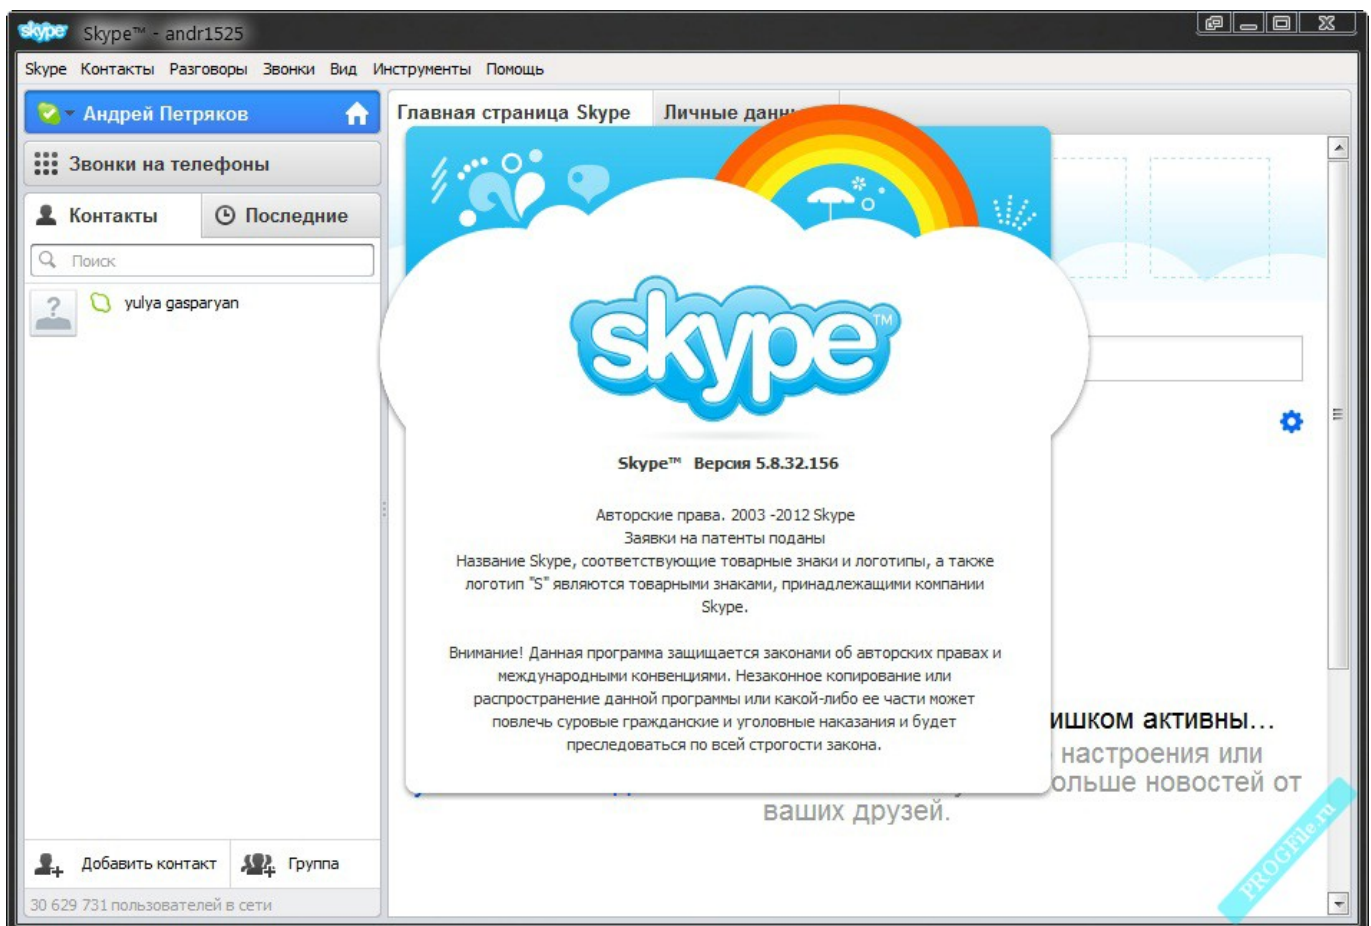 skype Skype™ - andr1525
Skype Контакты Разговоры Звонки Вид Инструменты Помощь
Андрей Петряков
Звонки на телефоны
Контакты
Последние
Поиск
yulya gasparyan
Добавить контакт
Группа
30 629 731 пользователей в сети
Главная страница Skype
Личные
skype™
Skype™ Версия 5.8.32.156
Авторские права. 2003 -2012 Skype
Заявки на патенты поданы
Название Skype, соответствующие товарные знаки и логотипы, а также
логотип "S" являются товарными знаками, принадлежащими компании
Skype.
Внимание! Данная программа защищается законами об авторских правах и
международными конвенциями. Незаконное копирование или
распространение данной программы или какой-либо ее части может
повлечь суровые гражданские и уголовные наказания и будет
преследоваться по всей строгости закона.
активны...
настроения или
новостей от
ваших друзей.
PROGFile.ru